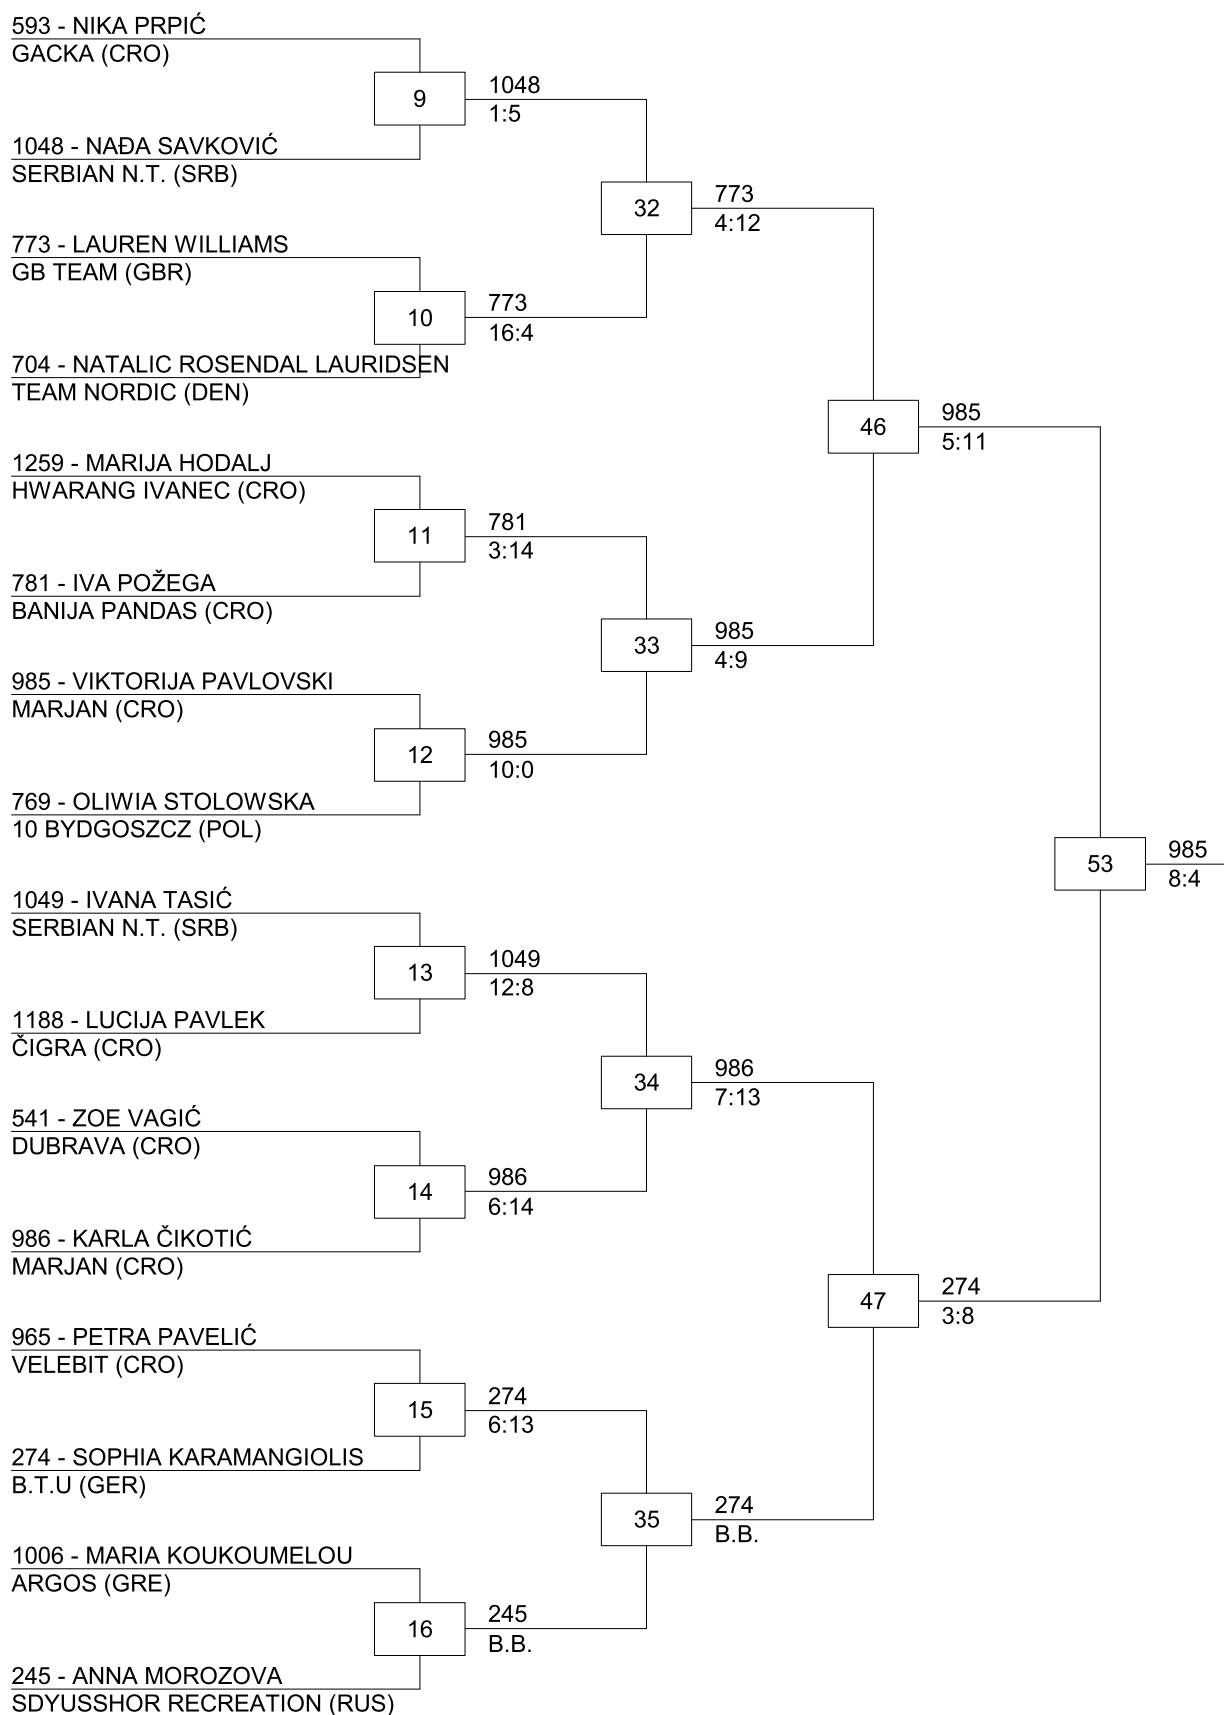 593 - NIKA PRPIĆ
GACKA (CRO)
9
1048
1:5
1048 - NAĐA SAVKOVIĆ
SERBIAN N.T. (SRB)
32
773
4:12
773 - LAUREN WILLIAMS
GB TEAM (GBR)
10
773
16:4
704 - NATALIC ROSENDAL LAURIDSEN
TEAM NORDIC (DEN)
46
985
5:11
1259 - MARIJA HODALJ
HWARANG IVANEC (CRO)
11
781
3:14
781 - IVA POŽEGA
BANIJA PANDAS (CRO)
33
985
4:9
985 - VIKTORIJA PAVLOVSKI
MARJAN (CRO)
12
985
10:0
769 - OLIWIA STOLOWSKA
10 BYDGOSZCZ (POL)
53
985
8:4
1049 - IVANA TASIĆ
SERBIAN N.T. (SRB)
13
1049
12:8
1188 - LUCIJA PAVLEK
ČIGRA (CRO)
34
986
7:13
541 - ZOE VAGIĆ
DUBRAVA (CRO)
14
986
6:14
986 - KARLA ČIKOTIĆ
MARJAN (CRO)
47
274
3:8
965 - PETRA PAVELIĆ
VELEBIT (CRO)
15
274
6:13
274 - SOPHIA KARAMANGIOLIS
B.T.U (GER)
35
274
B.B.
1006 - MARIA KOUKOUMELOU
ARGOS (GRE)
16
245
B.B.
245 - ANNA MOROZOVA
SDYUSSHOR RECREATION (RUS)